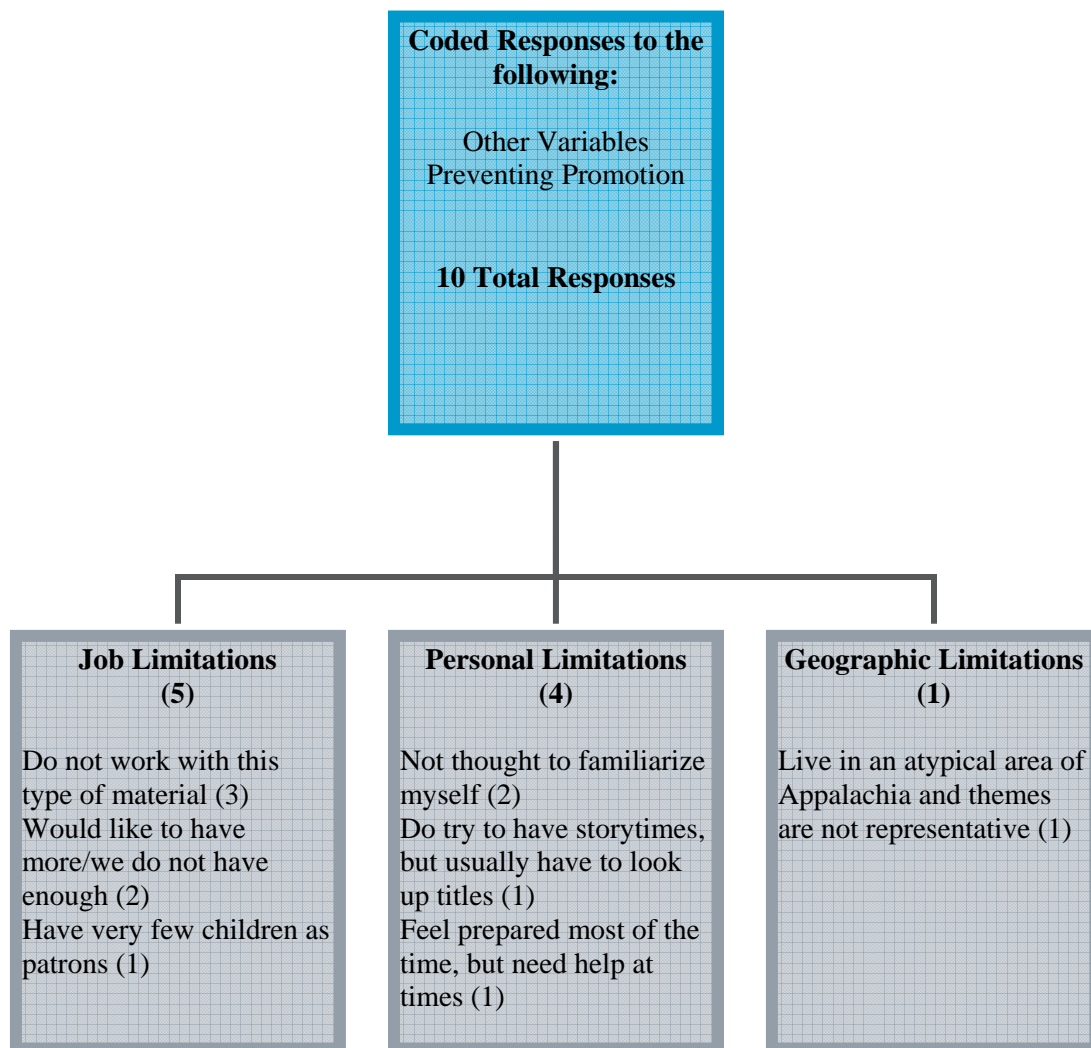 Coded Responses to the
following:
Other Variables
Preventing Promotion
10 Total Responses
Job Limitations
(5)
Do not work with this
type of material (3)
Would like to have
more/we do not have
enough (2)
Have very few children as
patrons (1)
Personal Limitations
(4)
Not thought to familiarize
myself (2)
Do try to have storytimes,
but usually have to look
up titles (1)
Feel prepared most of the
time, but need help at
times (1)
Geographic Limitations
(1)
Live in an atypical area of
Appalachia and themes
are not representative (1)